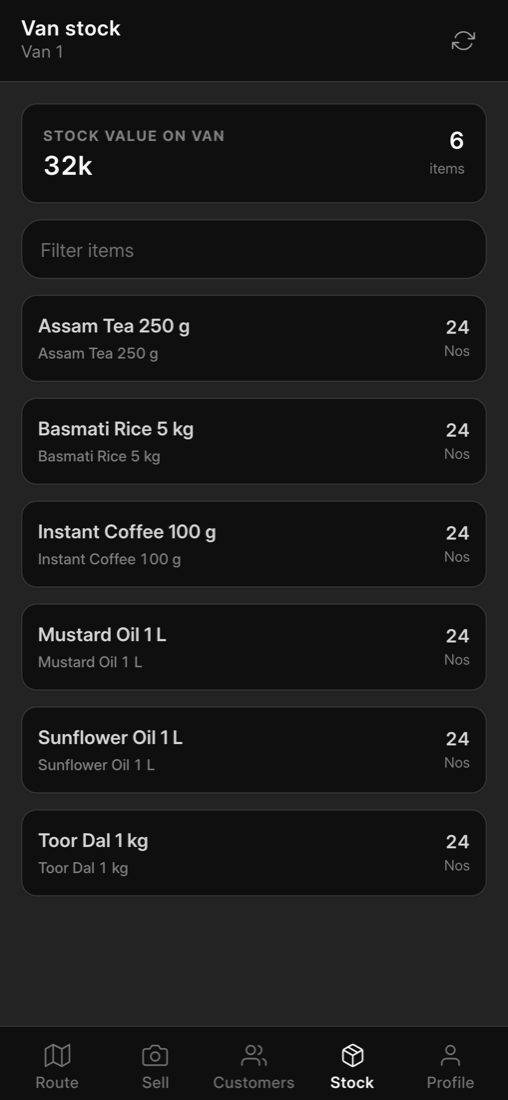 Van stock
Van 1
STOCK VALUE ON VAN
32k
6
items
Filter items
Assam Tea 250 g
Assam Tea 250 g
24
Nos
Basmati Rice 5 kg
Basmati Rice 5 kg
24
Nos
Instant Coffee 100 g
Instant Coffee 100 g
24
Nos
Mustard Oil 1 L
Mustard Oil 1 L
24
Nos
Sunflower Oil 1 L
Sunflower Oil 1 L
24
Nos
Toor Dal 1 kg
Toor Dal 1 kg
24
Nos
Route
Sell
Customers
Stock
Profile